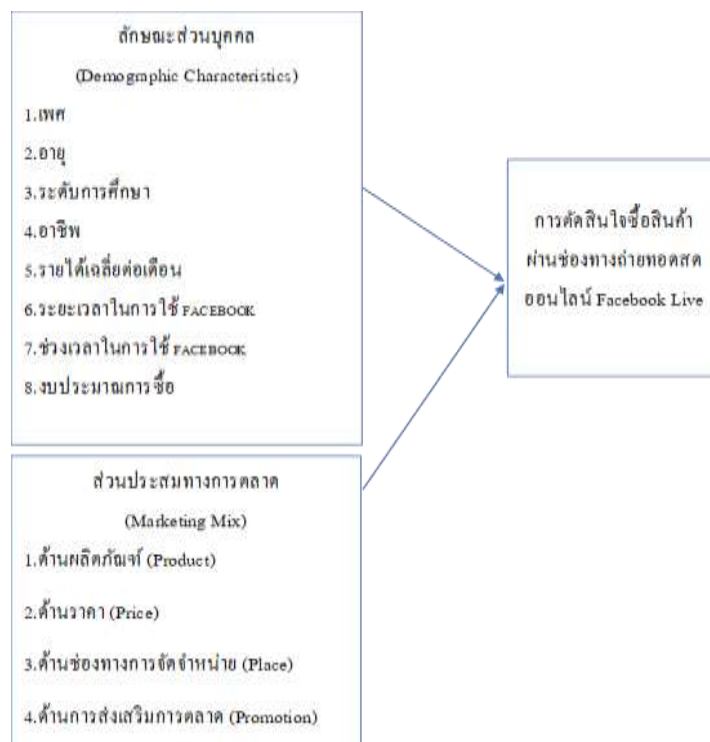 ลักษณะส่วนบุคคล
(Demographic Characteristics)
1.เพศ
2.อายุ
3.ระดับการศึกษา
4.อาชีพ
5.รายได้เฉลี่ยต่อเดือน
6.ระยะเวลาในการใช้ FACEBOOK
7.ช่วงเวลาในการใช้ FACEBOOK
8.งบประมาณการซื้อ
การตัดสินใจซื้อสินค้า
ผ่านช่องทางถ่ายทอดสด
ออนไลน์ Facebook Live
ส่วนประสมทางการตลาด
(Marketing Mix)
1.ด้านผลิตภัณฑ์ (Product)
2.ด้านราคา (Price)
3.ด้านช่องทางการจัดจำหน่าย (Place)
4.ด้านการส่งเสริมการตลาด (Promotion)